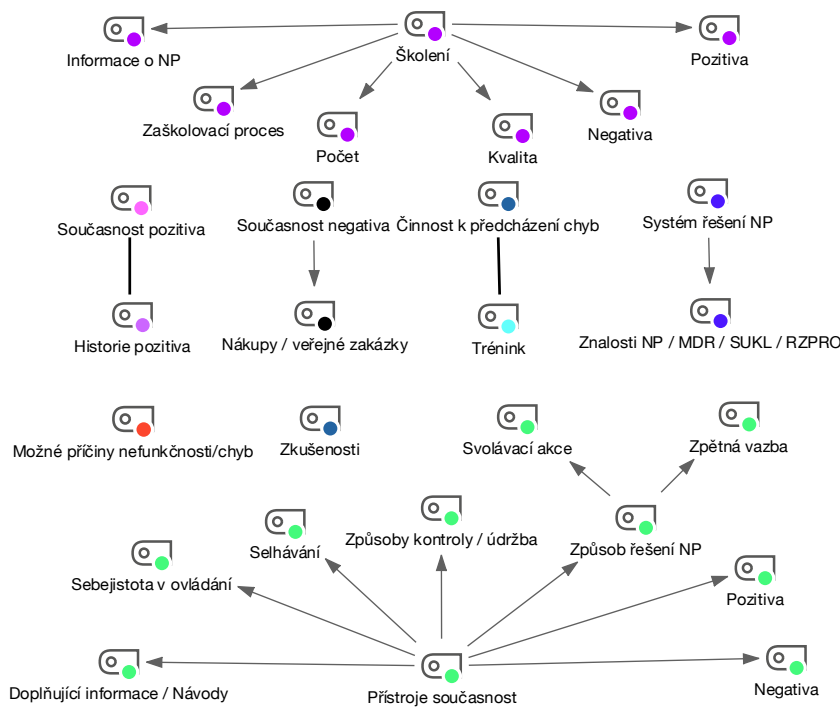 Školení
Informace o NP
Pozitiva
Zaškolovací proces
Negativa
Počet
Kvalita
Současnost pozitiva
Současnost negativa
Činnost k předcházení chyb
Systém řešení NP
Historie pozitiva
Nákupy / veřejné zakázky
Trénink
Znalosti NP / MDR / SUKL / RZPRO
Možné příčiny nefunkčnosti/chyb
Zkušenosti
Svolávací akce
Zpětná vazba
Selhávání
Způsoby kontroly / údržba
Způsob řešení NP
Sebejistota v ovládání
Pozitiva
Doplňující informace / Návody
Přístroje současnost
Negativa